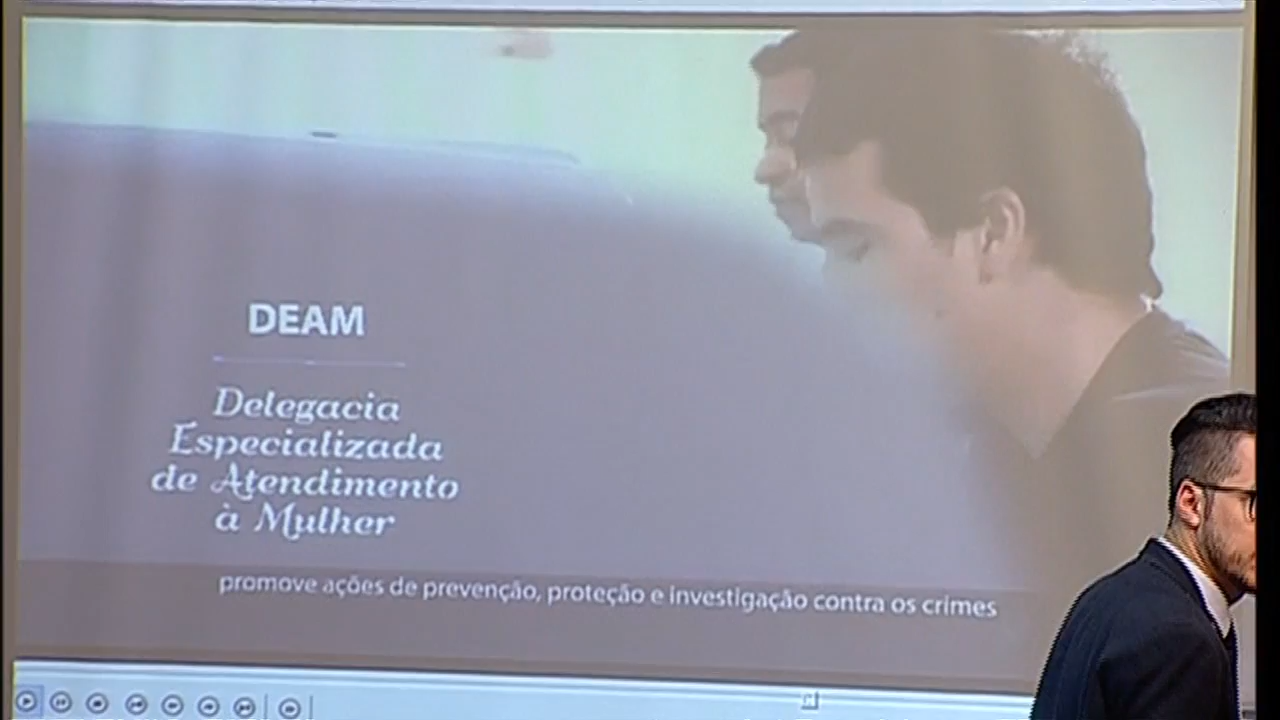 DEAM
Delegacia
Especializada
de Atendimento
à Mulher
promove ações de prevenção, proteção e investigação contra os crimes